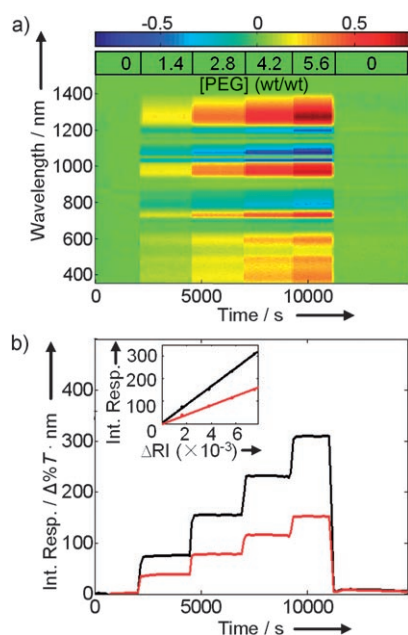 a)
-0.5 0 0.5
0 1.4 2.8 4.2 5.6 0
[PEG] (wt/wt)
Wavelength / nm
1400
1200
1000
800
600
400
0 5000 10000
Time / s
b)
Int. Resp. / Δ%T · nm
400
300
200
100
0
0 5000 10000
Time / s
Int. Resp.
300
200
100
0
0 2 4 6
ΔRI (×10⁻³)